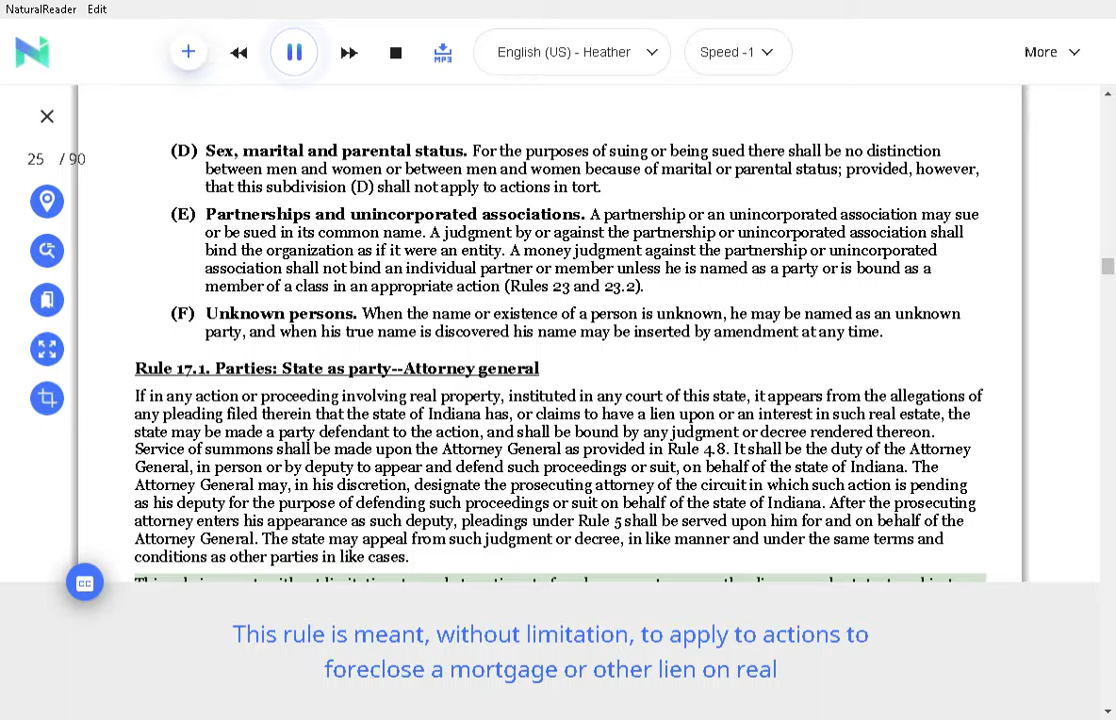 NaturalReader Edit
MP3
English (US) - Heather
Speed -1
More
25 / 90
(D) Sex, marital and parental status. For the purposes of suing or being sued there shall be no distinction
between men and women or between men and women because of marital or parental status; provided, however,
that this subdivision (D) shall not apply to actions in tort.
(E) Partnerships and unincorporated associations. A partnership or an unincorporated association may sue
or be sued in its common name. A judgment by or against the partnership or unincorporated association shall
bind the organization as if it were an entity. A money judgment against the partnership or unincorporated
association shall not bind an individual partner or member unless he is named as a party or is bound as a
member of a class in an appropriate action (Rules 23 and 23.2).
(F) Unknown persons. When the name or existence of a person is unknown, he may be named as an unknown
party, and when his true name is discovered his name may be inserted by amendment at any time.
Rule 17.1. Parties: State as party--Attorney general
If in any action or proceeding involving real property, instituted in any court of this state, it appears from the allegations of
any pleading filed therein that the state of Indiana has, or claims to have a lien upon or an interest in such real estate, the
state may be made a party defendant to the action, and shall be bound by any judgment or decree rendered thereon.
Service of summons shall be made upon the Attorney General as provided in Rule 4.8. It shall be the duty of the Attorney
General, in person or by deputy to appear and defend such proceedings or suit, on behalf of the state of Indiana. The
Attorney General may, in his discretion, designate the prosecuting attorney of the circuit in which such action is pending
as his deputy for the purpose of defending such proceedings or suit on behalf of the state of Indiana. After the prosecuting
attorney enters his appearance as such deputy, pleadings under Rule 5 shall be served upon him for and on behalf of the
Attorney General. The state may appeal from such judgment or decree, in like manner and under the same terms and
conditions as other parties in like cases.
CC
This rule is meant, without limitation, to apply to actions to
foreclose a mortgage or other lien on real